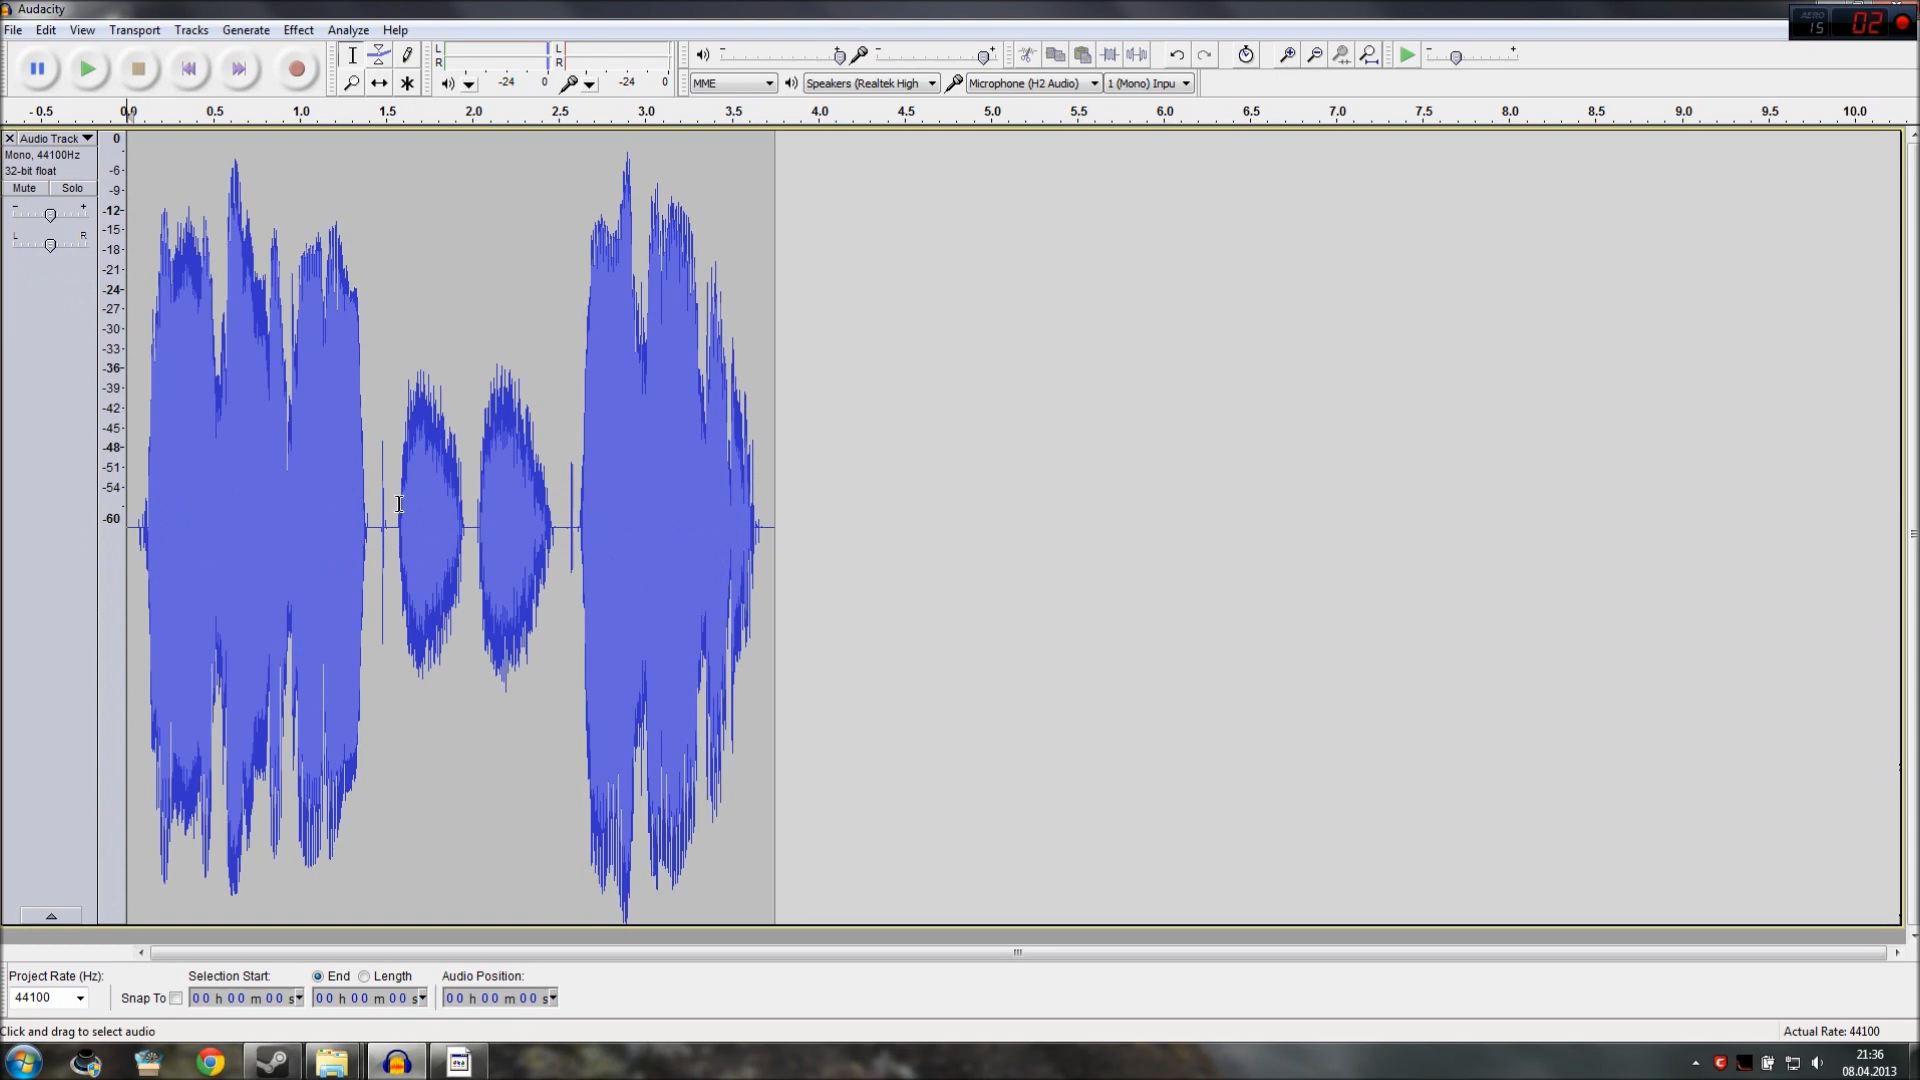 Audacity
AERO
15 02
File Edit View Transport Tracks Generate Effect Analyze Help
L R -24 0
L R -24 0
MME Speakers (Realtek High Microphone (H2 Audio) 1 (Mono) Inpu
-0.5 0.0 0.5 1.0 1.5 2.0 2.5 3.0 3.5 4.0 4.5 5.0 5.5 6.0 6.5 7.0 7.5 8.0 8.5 9.0 9.5 10.0
Audio Track
Mono, 44100Hz
32-bit float
Mute Solo
- +
L R
0
-6
-9
-12
-15
-18
-21
-24
-27
-30
-33
-36
-39
-42
-45
-48
-51
-54
-60
Project Rate (Hz): Selection Start: End Length Audio Position:
44100 Snap To 00 h 00 m 00 s 00 h 00 m 00 s 00 h 00 m 00 s
Click and drag to select audio Actual Rate: 44100
21:36
08.04.2013